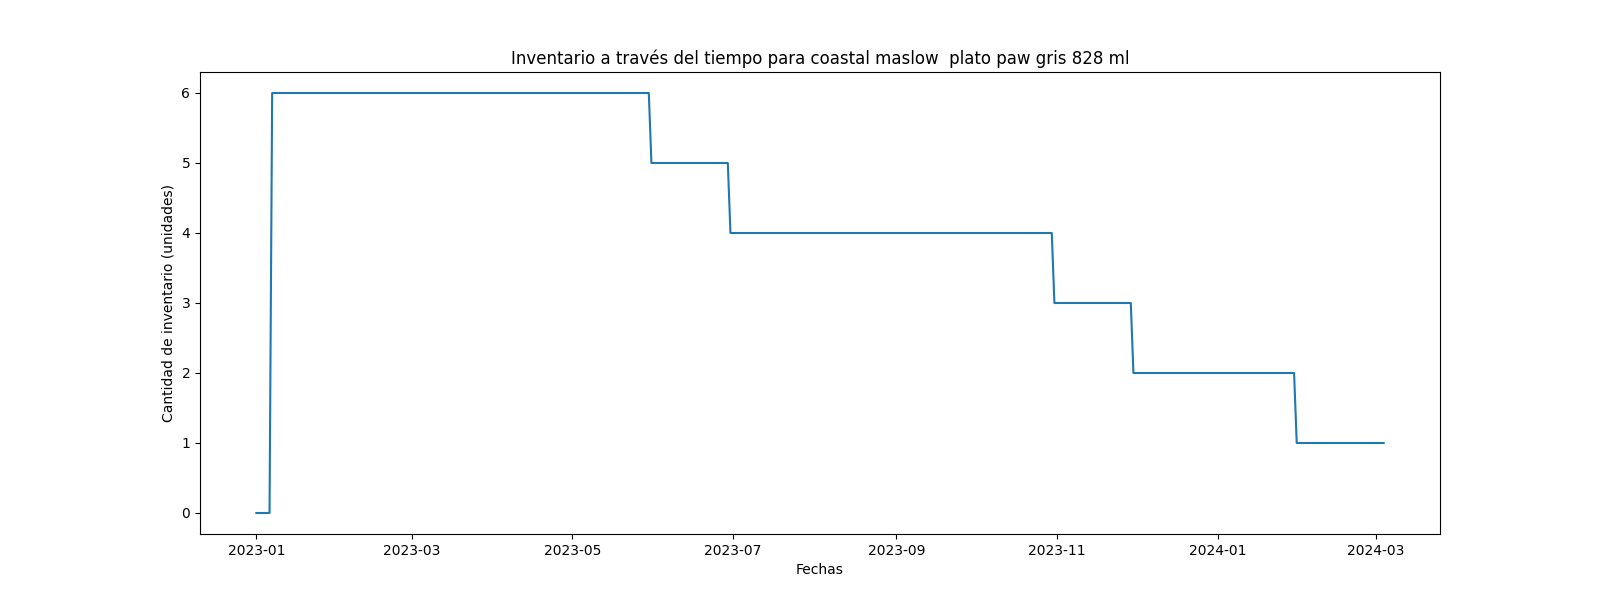 Inventario a través del tiempo para coastal maslow  plato paw gris 828 ml
Cantidad de inventario (unidades)
6
5
4
3
2
1
0
2023-01 2023-03 2023-05 2023-07 2023-09 2023-11 2024-01 2024-03
Fechas